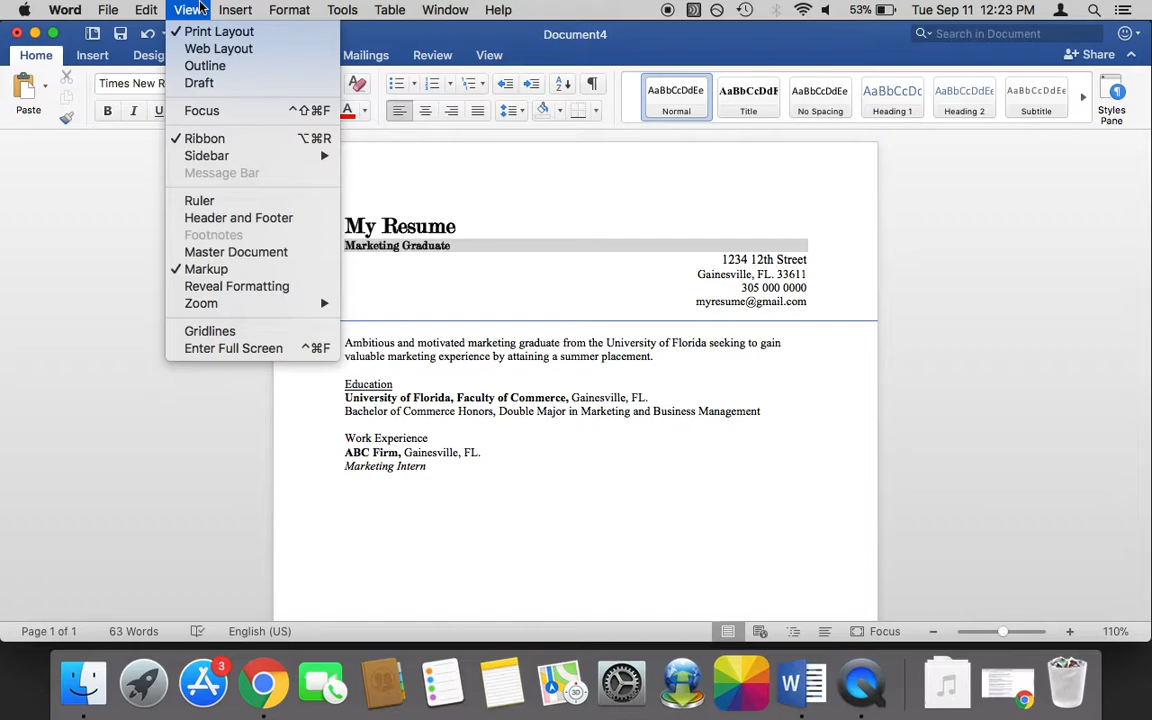 Word File Edit View Insert Format Tools Table Window Help 53% Tue Sep 11 12:23 PM
Document4 Search in Document
Home Insert Mailings Review View Share
Print Layout
Web Layout
Outline
Draft
Focus ⌃⇧⌘F
Ribbon ⌥⌘R
Sidebar
Message Bar
Ruler
Header and Footer
Footnotes
Master Document
Markup
Reveal Formatting
Zoom
Gridlines
Enter Full Screen ⌃⌘F
Paste
B I U A
AaBbCcDdEe AaBbCcDdE AaBbCcDdEe AaBbCcDc AaBbCcDdEe AaBbCcDdEe
Normal Title No Spacing Heading 1 Heading 2 Subtitle
Styles
Pane
My Resume
Marketing Graduate
1234 12th Street
Gainesville, FL. 33611
305 000 0000
myresume@gmail.com
Ambitious and motivated marketing graduate from the University of Florida seeking to gain
valuable marketing experience by attaining a summer placement.
Education
University of Florida, Faculty of Commerce, Gainesville, FL.
Bachelor of Commerce Honors, Double Major in Marketing and Business Management
Work Experience
ABC Firm, Gainesville, FL.
Marketing Intern
Page 1 of 1 63 Words English (US) Focus 110%
3
W